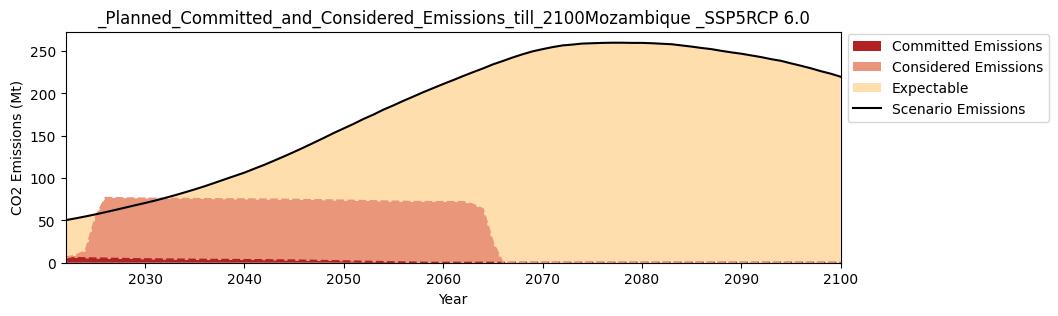 _Planned_Committed_and_Considered_Emissions_till_2100Mozambique _SSP5RCP 6.0
CO2 Emissions (Mt)
250
200
150
100
50
0
2030
2040
2050
2060
2070
2080
2090
2100
Year
Committed Emissions
Considered Emissions
Expectable
Scenario Emissions